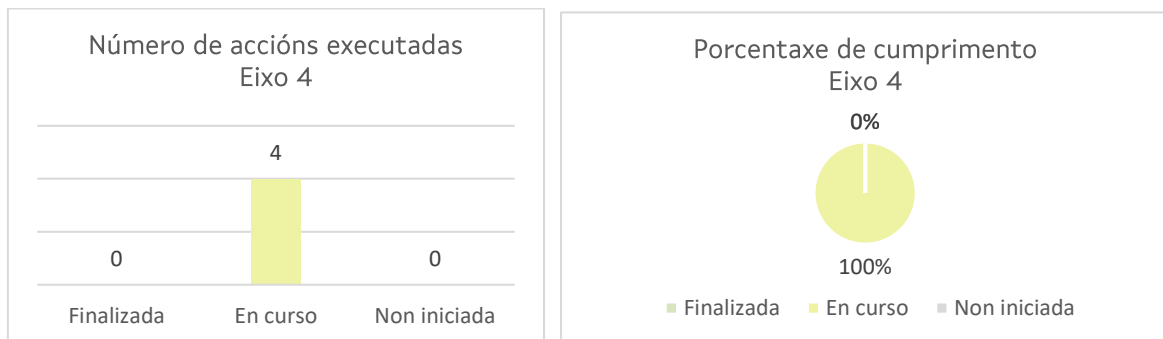 Número de accións executadas
Eixo 4
4
0
0
Finalizada En curso Non iniciada
Porcentaxe de cumprimento
Eixo 4
0%
100%
Finalizada En curso Non iniciada